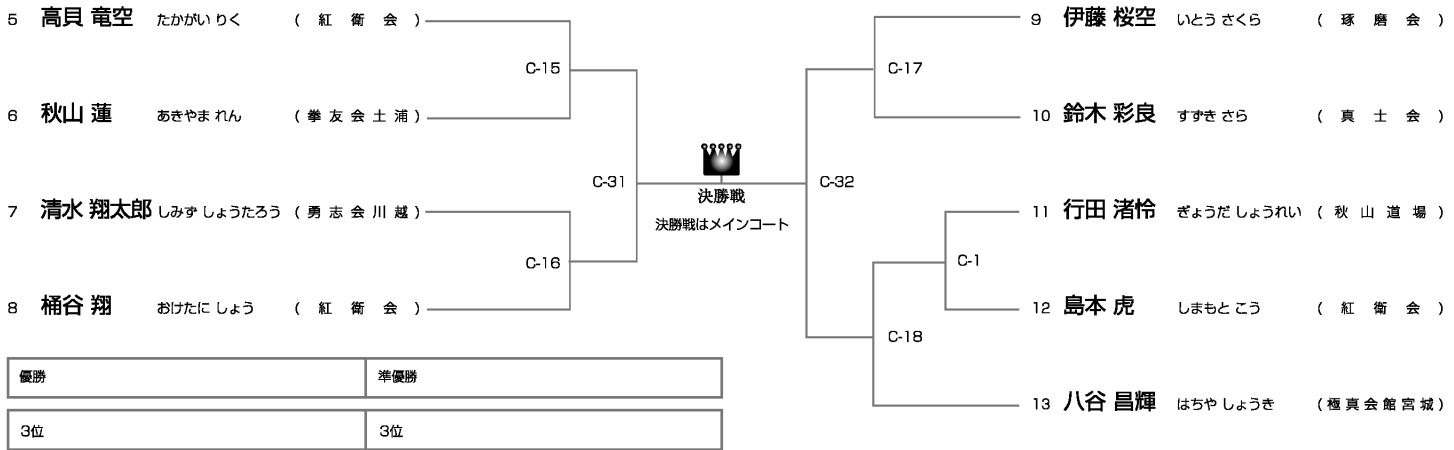 5 高貝 竜空 たかがい りく (紅衛会)
C-15
6 秋山 蓮 あきやま れん (拳友会土浦)
C-31
7 清水 翔太郎 しみず しょうたろう (勇志会川越)
C-16
8 桶谷 翔 おけたに しょう (紅衛会)
決勝戦
決勝戦はメインコート
9 伊藤 桜空 いとう さくら (琢磨会)
C-17
10 鈴木 彩良 すずき さら (真士会)
C-32
11 行田 渚怜 ぎょうだ しょうれい (秋山道場)
C-1
12 島本 虎 しまもと こう (紅衛会)
C-18
13 八谷 昌輝 はちや しょうき (極真会館宮城)
優勝 準優勝
3位 3位